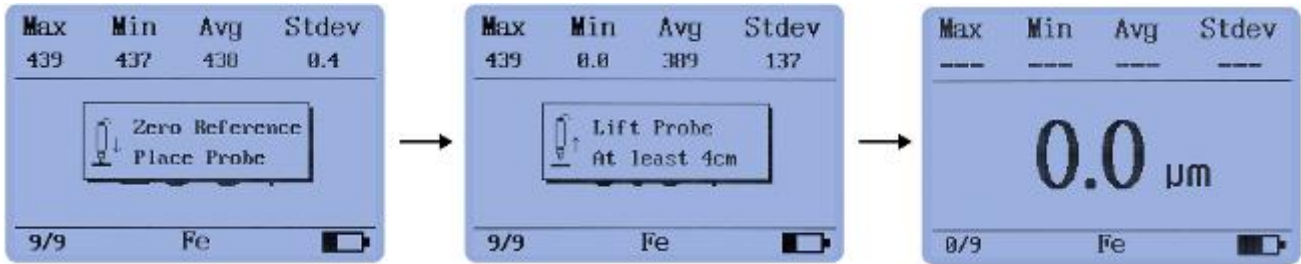 Max Min Avg Stdev
439 437 438 0.4
Zero Reference
Place Probe
9/9 Fe
Max Min Avg Stdev
439 0.0 389 137
Lift Probe
At least 4cm
9/9 Fe
Max Min Avg Stdev
--- --- --- ---
0.0 μm
0/9 Fe